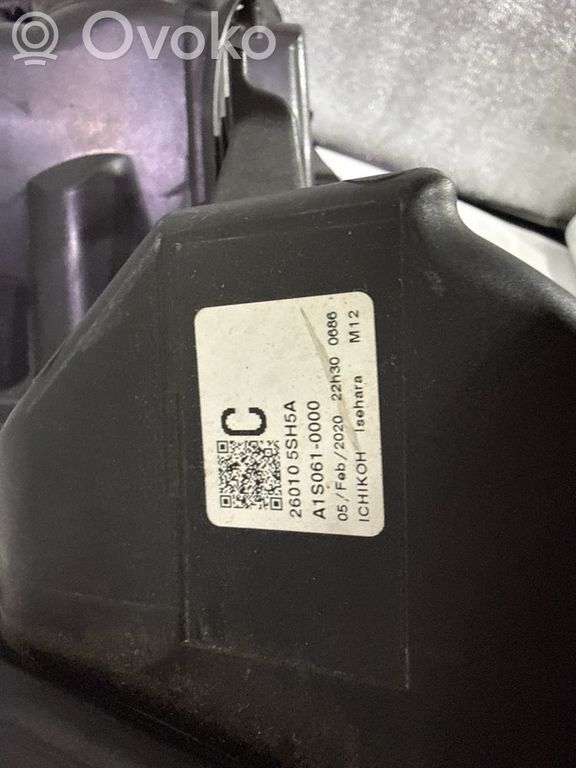 Ovoko
C
26010 5SH5A
A1S061-0000
05/Feb/2020 22h30 0686
ICHIKOH Isehara M12